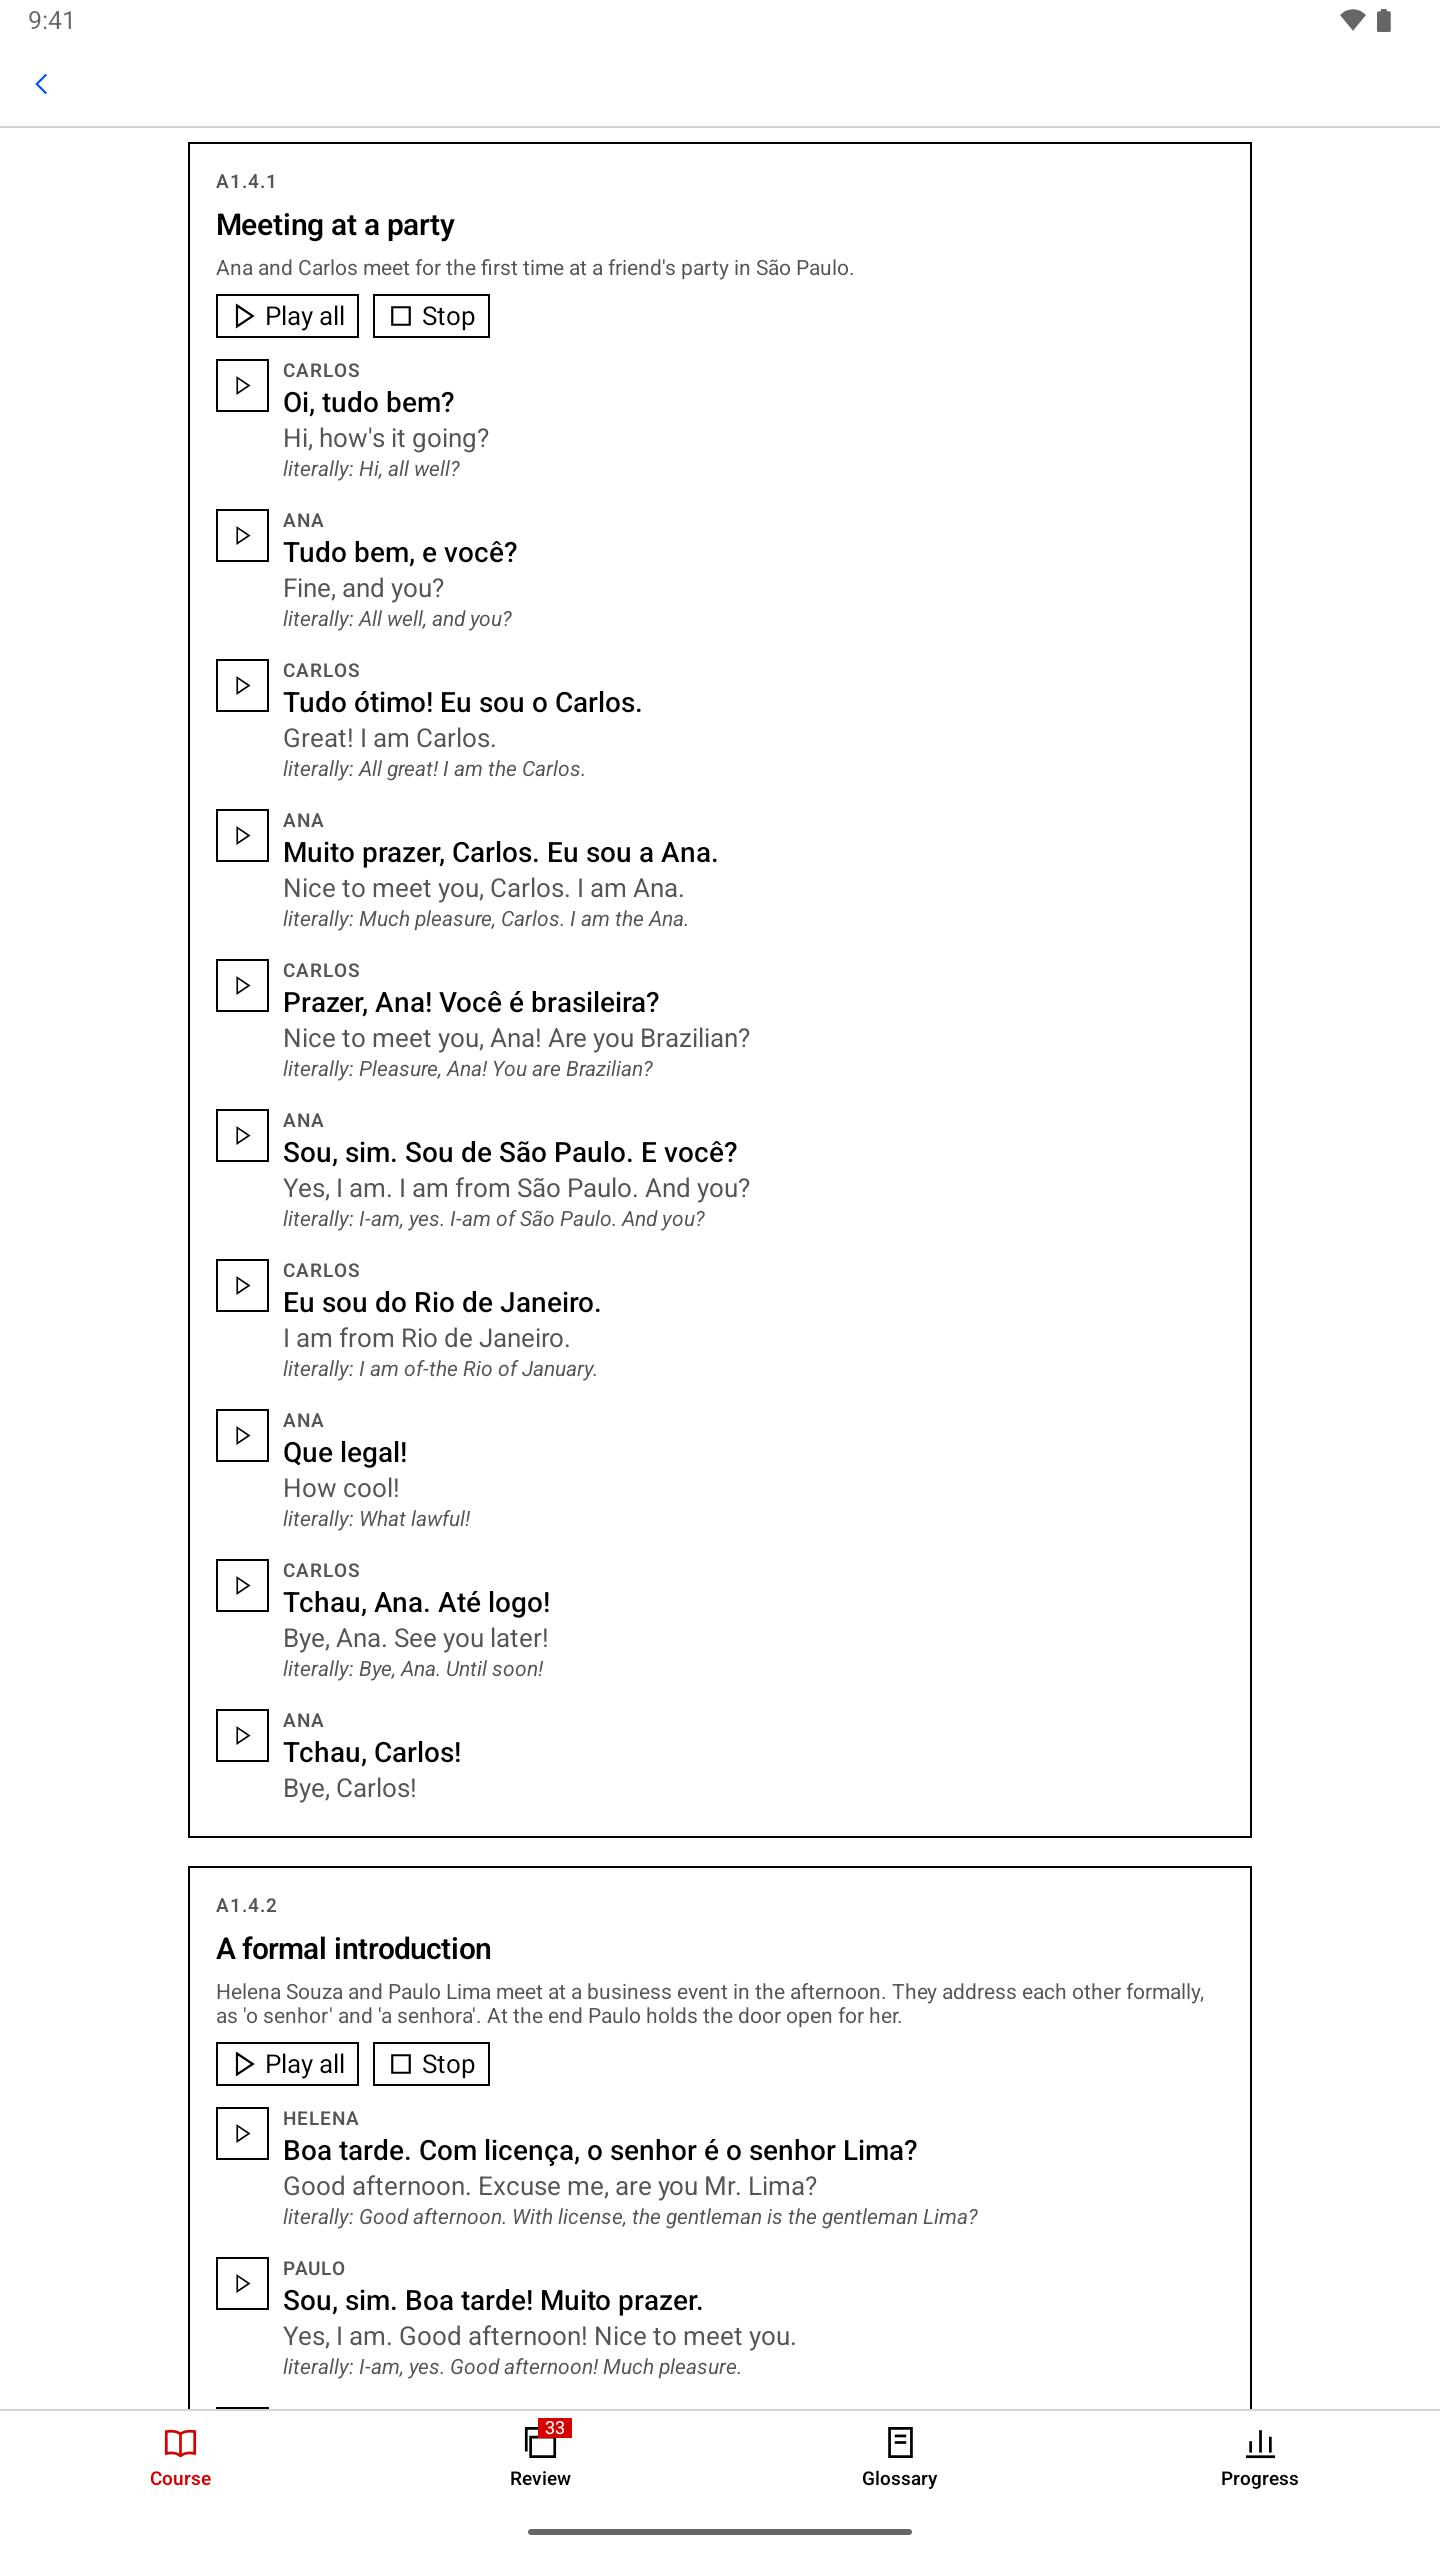 9:41
A1.4.1
Meeting at a party
Ana and Carlos meet for the first time at a friend's party in São Paulo.
Play all
Stop
CARLOS
Oi, tudo bem?
Hi, how's it going?
literally: Hi, all well?
ANA
Tudo bem, e você?
Fine, and you?
literally: All well, and you?
CARLOS
Tudo ótimo! Eu sou o Carlos.
Great! I am Carlos.
literally: All great! I am the Carlos.
ANA
Muito prazer, Carlos. Eu sou a Ana.
Nice to meet you, Carlos. I am Ana.
literally: Much pleasure, Carlos. I am the Ana.
CARLOS
Prazer, Ana! Você é brasileira?
Nice to meet you, Ana! Are you Brazilian?
literally: Pleasure, Ana! You are Brazilian?
ANA
Sou, sim. Sou de São Paulo. E você?
Yes, I am. I am from São Paulo. And you?
literally: I-am, yes. I-am of São Paulo. And you?
CARLOS
Eu sou do Rio de Janeiro.
I am from Rio de Janeiro.
literally: I am of-the Rio of January.
ANA
Que legal!
How cool!
literally: What lawful!
CARLOS
Tchau, Ana. Até logo!
Bye, Ana. See you later!
literally: Bye, Ana. Until soon!
ANA
Tchau, Carlos!
Bye, Carlos!
A1.4.2
A formal introduction
Helena Souza and Paulo Lima meet at a business event in the afternoon. They address each other formally,
as 'o senhor' and 'a senhora'. At the end Paulo holds the door open for her.
Play all
Stop
HELENA
Boa tarde. Com licença, o senhor é o senhor Lima?
Good afternoon. Excuse me, are you Mr. Lima?
literally: Good afternoon. With license, the gentleman is the gentleman Lima?
PAULO
Sou, sim. Boa tarde! Muito prazer.
Yes, I am. Good afternoon! Nice to meet you.
literally: I-am, yes. Good afternoon! Much pleasure.
33
Course
Review
Glossary
Progress